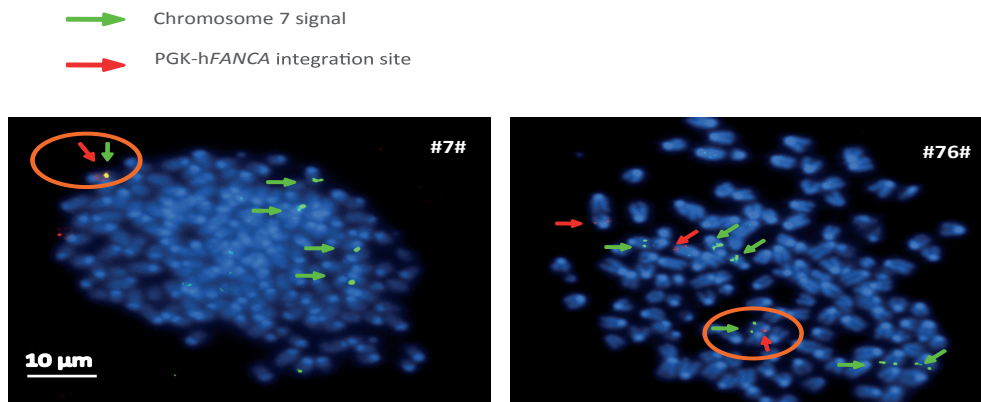 Chromosome 7 signal
PGK-hFANCA integration site
#7#
#76#
10 µm